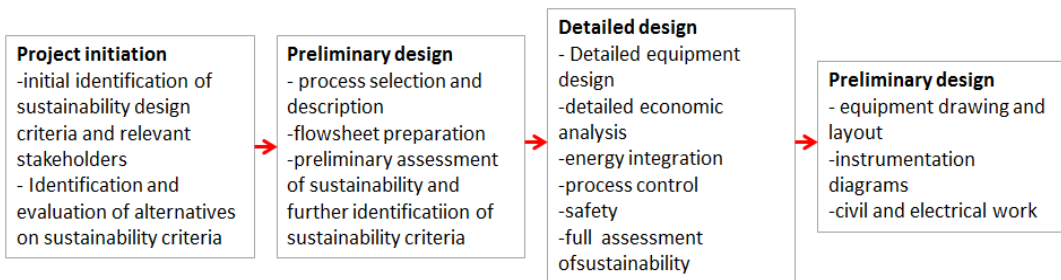 Project initiation
-initial identification of
sustainability design
criteria and relevant
stakeholders
- Identification and
evaluation of alternatives
on sustainability criteria
Preliminary design
- process selection and
description
-flowsheet preparation
-preliminary assessment
of sustainability and
further identificatiion of
sustainability criteria
Detailed design
- Detailed equipment
design
-detailed economic
analysis
-energy integration
-process control
-safety
-full assessment
ofsustainability
Preliminary design
- equipment drawing and
layout
-instrumentation
diagrams
-civil and electrical work